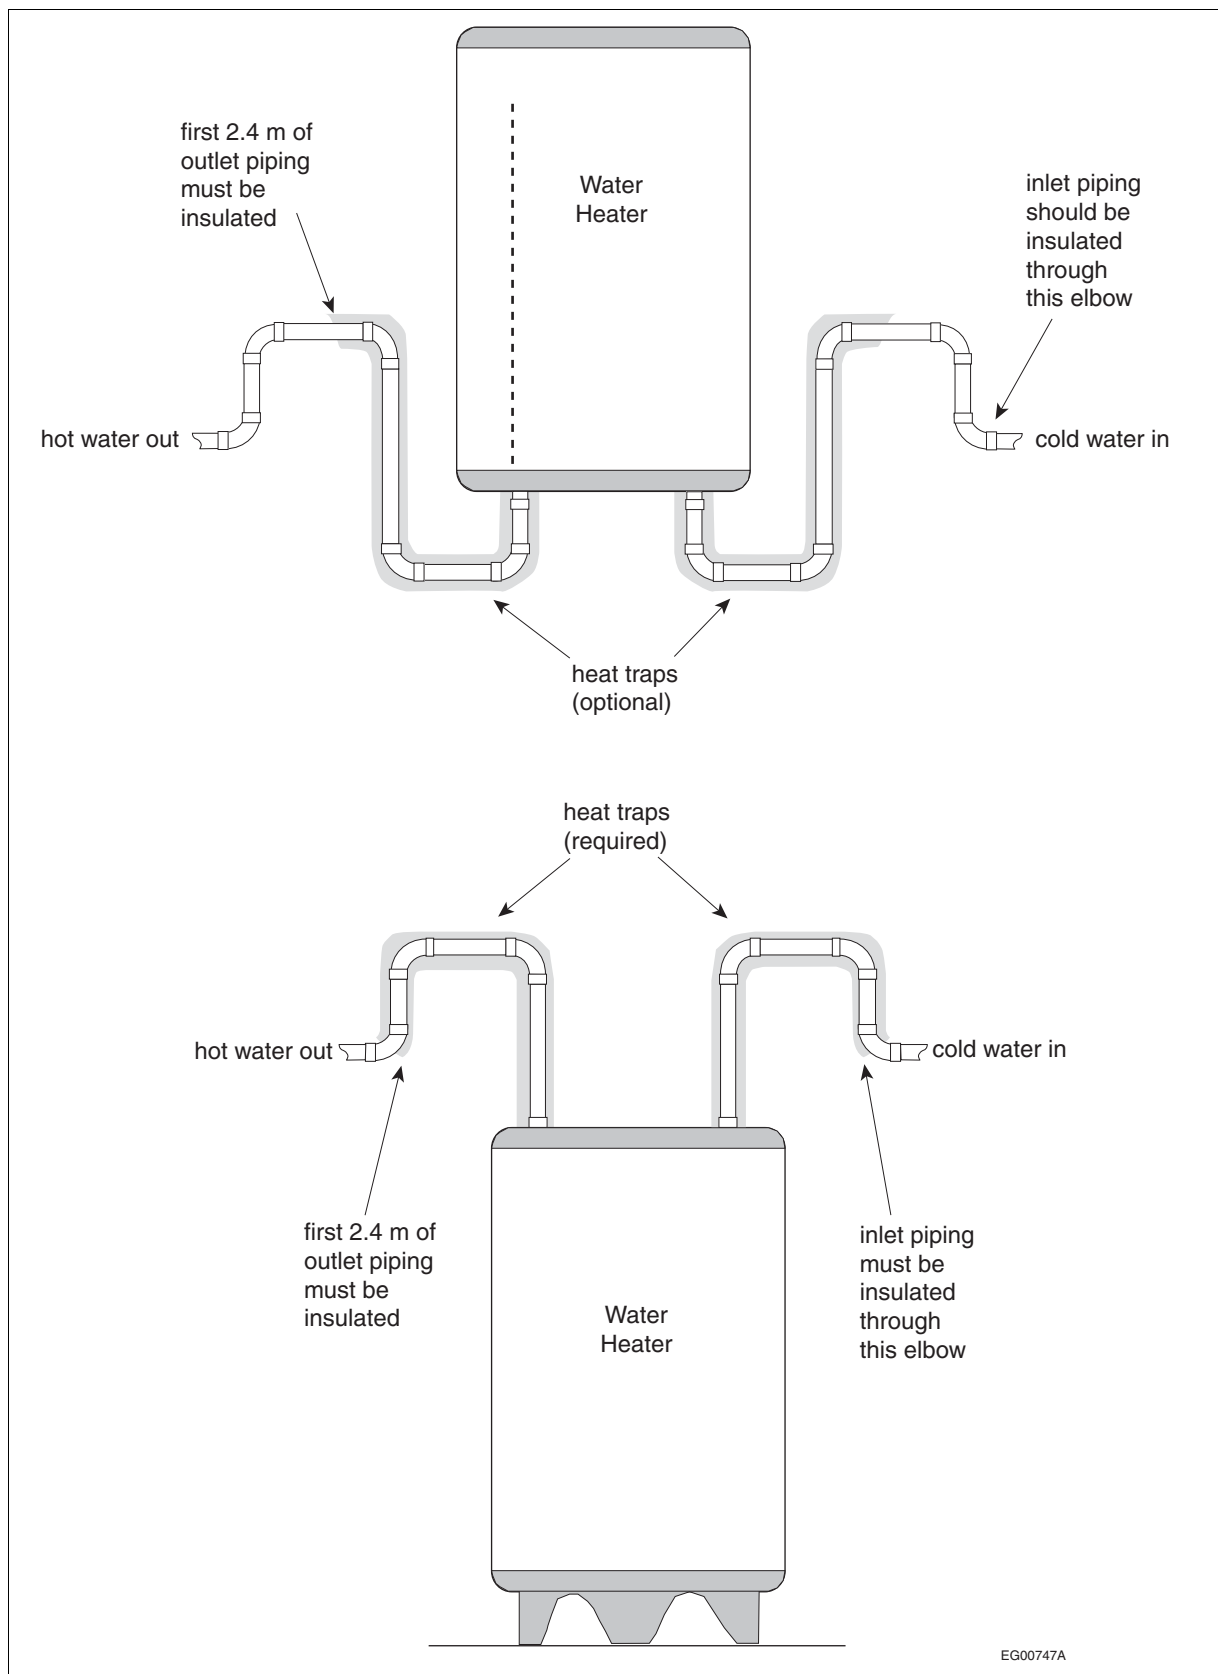 first 2.4 m of
outlet piping
must be
insulated
Water
Heater
inlet piping
should be
insulated
through
this elbow
hot water out
cold water in
heat traps
(optional)
heat traps
(required)
hot water out
cold water in
first 2.4 m of
outlet piping
must be
insulated
Water
Heater
inlet piping
must be
insulated
through
this elbow
EG00747A